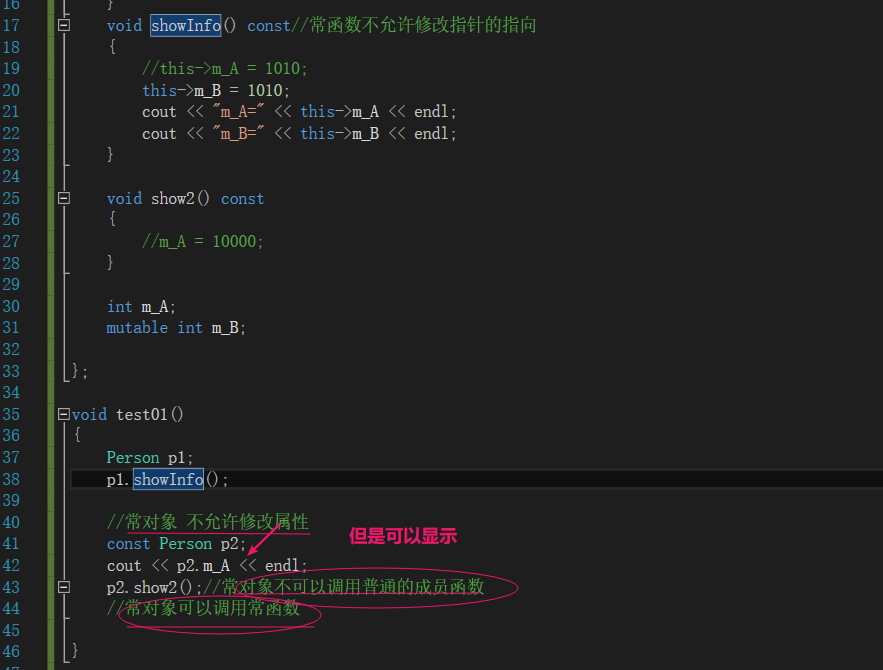 16 }
17 void showInfo() const//常函数不允许修改指针的指向
18 {
19 //this->m_A = 1010;
20 this->m_B = 1010;
21 cout << "m_A=" << this->m_A << endl;
22 cout << "m_B=" << this->m_B << endl;
23 }
24
25 void show2() const
26 {
27 //m_A = 10000;
28 }
29
30 int m_A;
31 mutable int m_B;
32
33 };
34
35 void test01()
36 {
37 Person p1;
38 p1.showInfo();
39
40 //常对象 不允许修改属性
但是可以显示
41 const Person p2;
42 cout << p2.m_A << endl;
43 p2.show2();//常对象不可以调用普通的成员函数
44 //常对象可以调用常函数
45
46 }